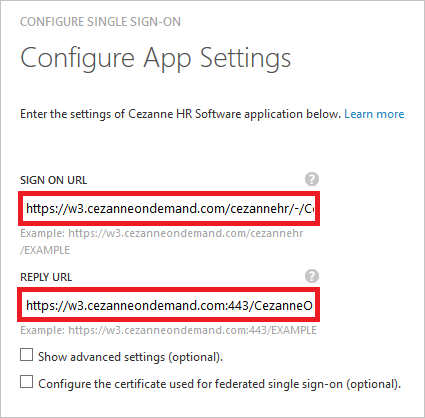 CONFIGURE SINGLE SIGN-ON
Configure App Settings
Enter the settings of Cezanne HR Software application below. Learn more
SIGN ON URL
?
https://w3.cezanneondemand.com/cezannehr/-/Ce
Example: https://w3.cezanneondemand.com/cezannehr
/EXAMPLE
REPLY URL
?
https://w3.cezanneondemand.com:443/CezanneO
Example: https://w3.cezanneondemand.com:443/EXAMPLE
Show advanced settings (optional).
Configure the certificate used for federated single sign-on (optional).